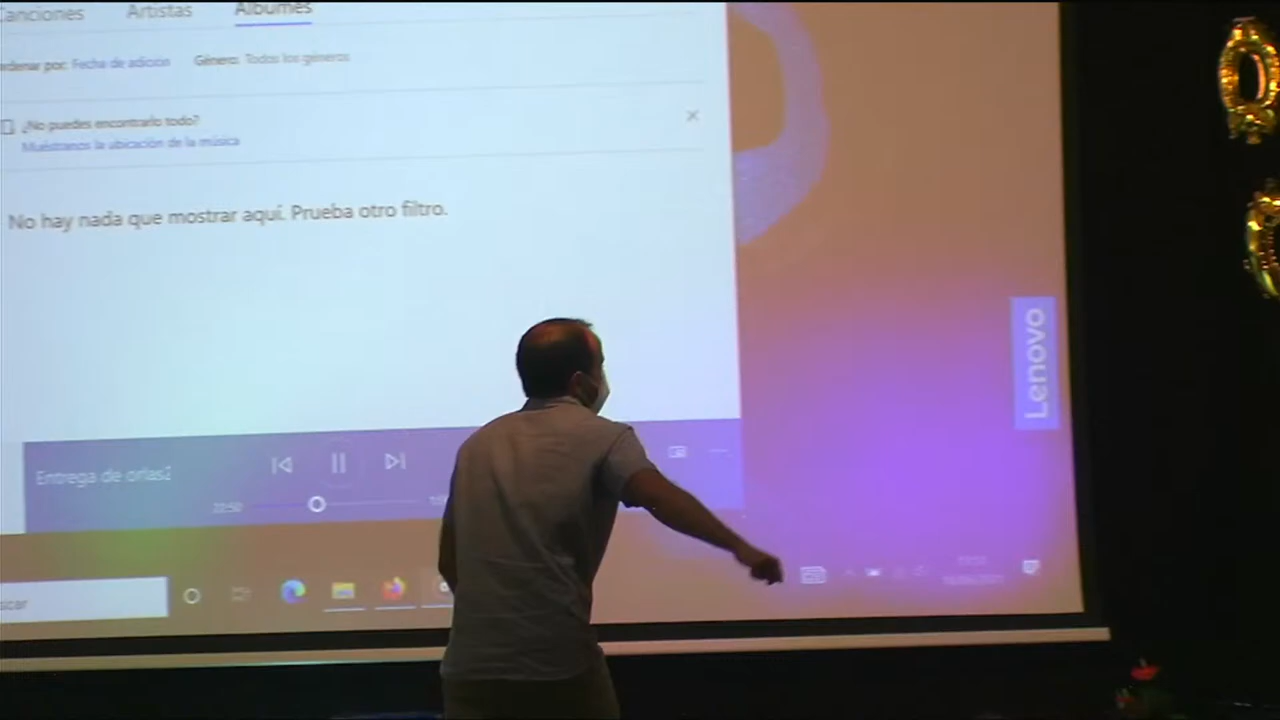 Canciones Artistas Álbumes
Ordenar por: Fecha de adición Género: Todos los géneros
¿No puedes encontrarlo todo?
Muéstranos la ubicación de la música
No hay nada que mostrar aquí. Prueba otro filtro.
Lenovo
Entrega de orlas2